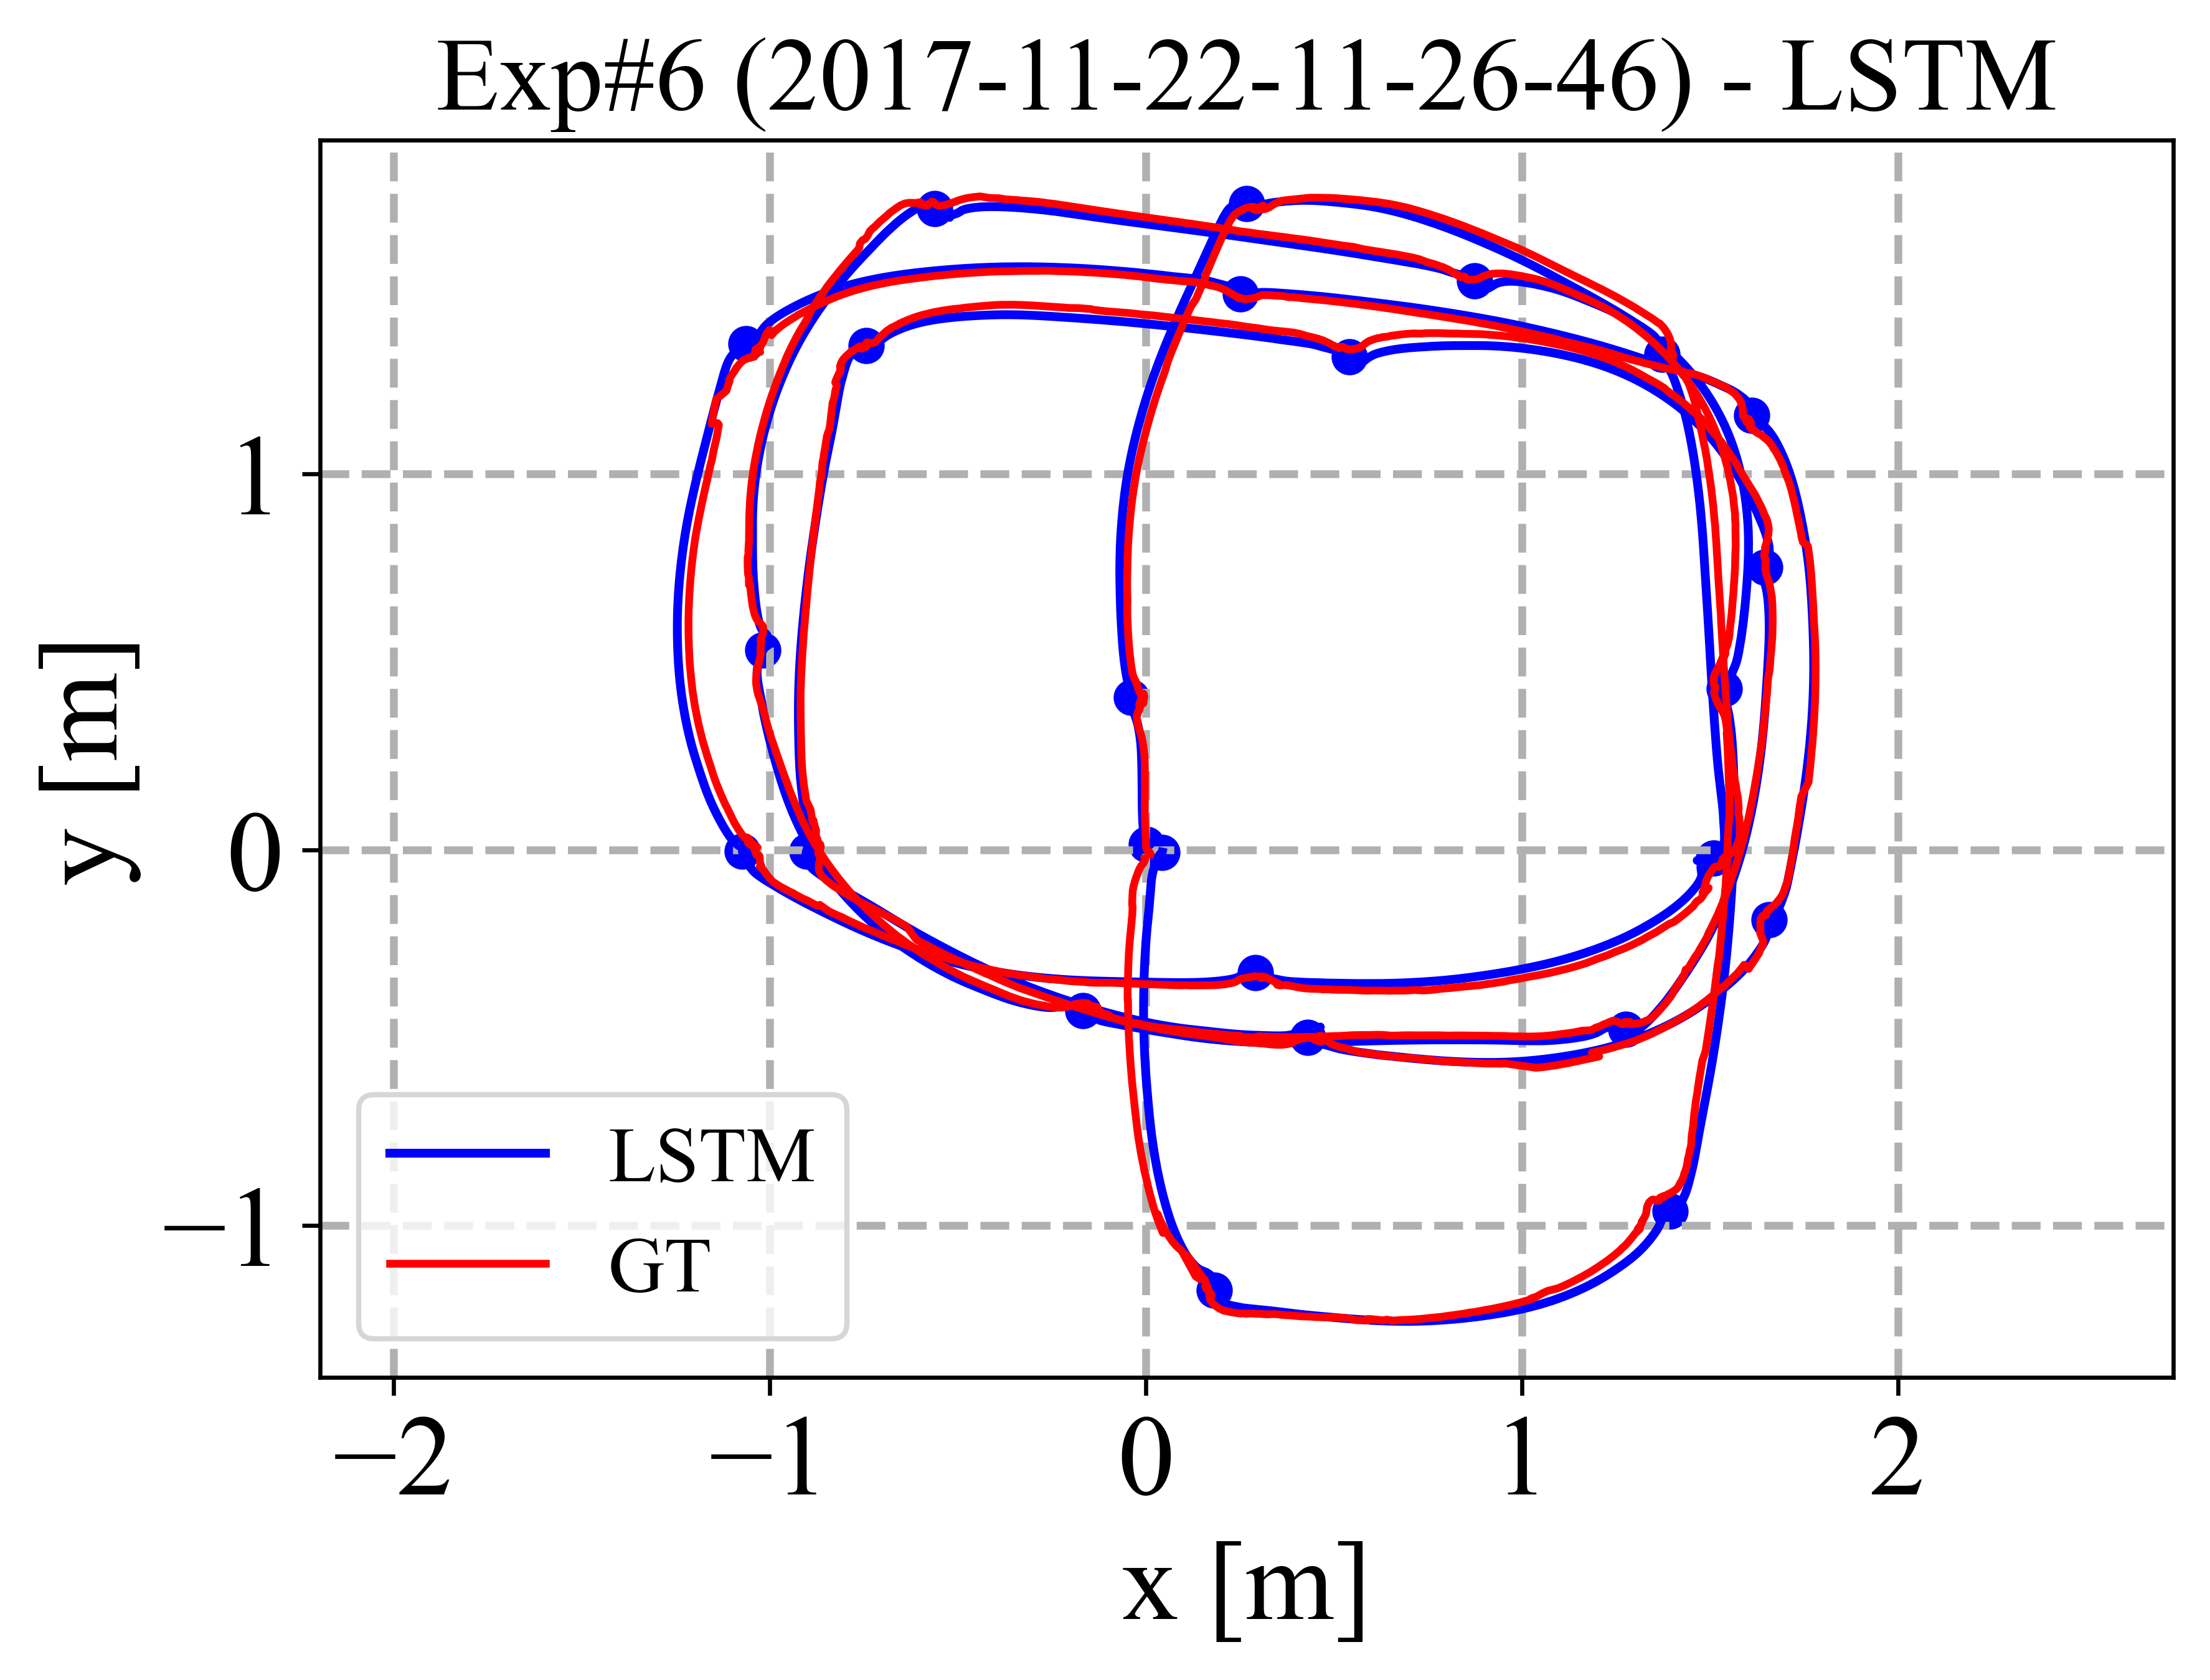 Exp#6 (2017-11-22-11-26-46) - LSTM
y [m]
1
0
−1
LSTM
GT
−2 −1 0 1 2
x [m]